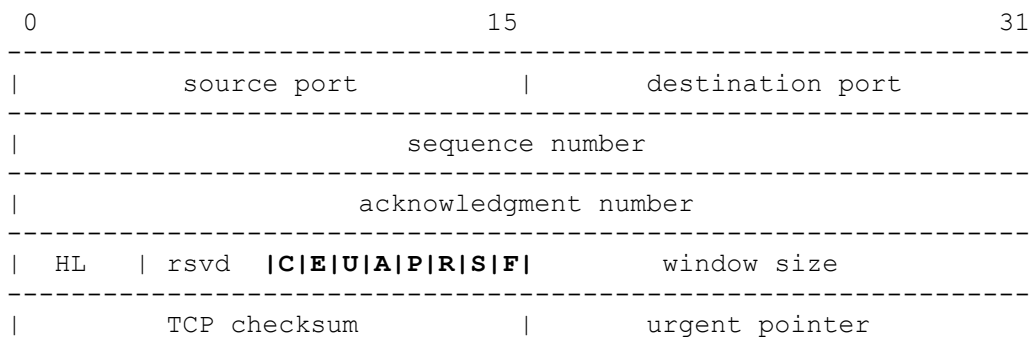 0 15 31
-----------------------------------------------------------------
| source port | destination port
-----------------------------------------------------------------
| sequence number
-----------------------------------------------------------------
| acknowledgment number
-----------------------------------------------------------------
| HL | rsvd |C|E|U|A|P|R|S|F| window size
-----------------------------------------------------------------
| TCP checksum | urgent pointer